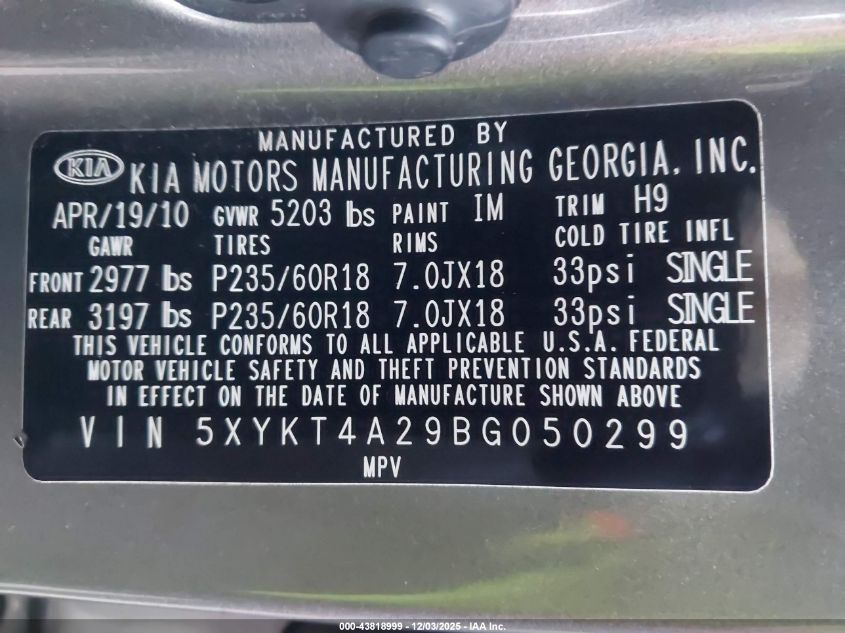 MANUFACTURED BY
KIA KIA MOTORS MANUFACTURING GEORGIA, INC.
APR/19/10 GVWR 5203 lbs PAINT IM TRIM H9
GAWR TIRES RIMS COLD TIRE INFL
FRONT 2977 lbs P235/60R18 7.0JX18 33psi SINGLE
REAR 3197 lbs P235/60R18 7.0JX18 33psi SINGLE
THIS VEHICLE CONFORMS TO ALL APPLICABLE U.S.A. FEDERAL
MOTOR VEHICLE SAFETY AND THEFT PREVENTION STANDARDS
IN EFFECT ON THE DATE OF MANUFACTURE SHOWN ABOVE
VIN 5XYKT4A29BG050299
MPV
000-43818999 - 12/03/2025 - IAA Inc.